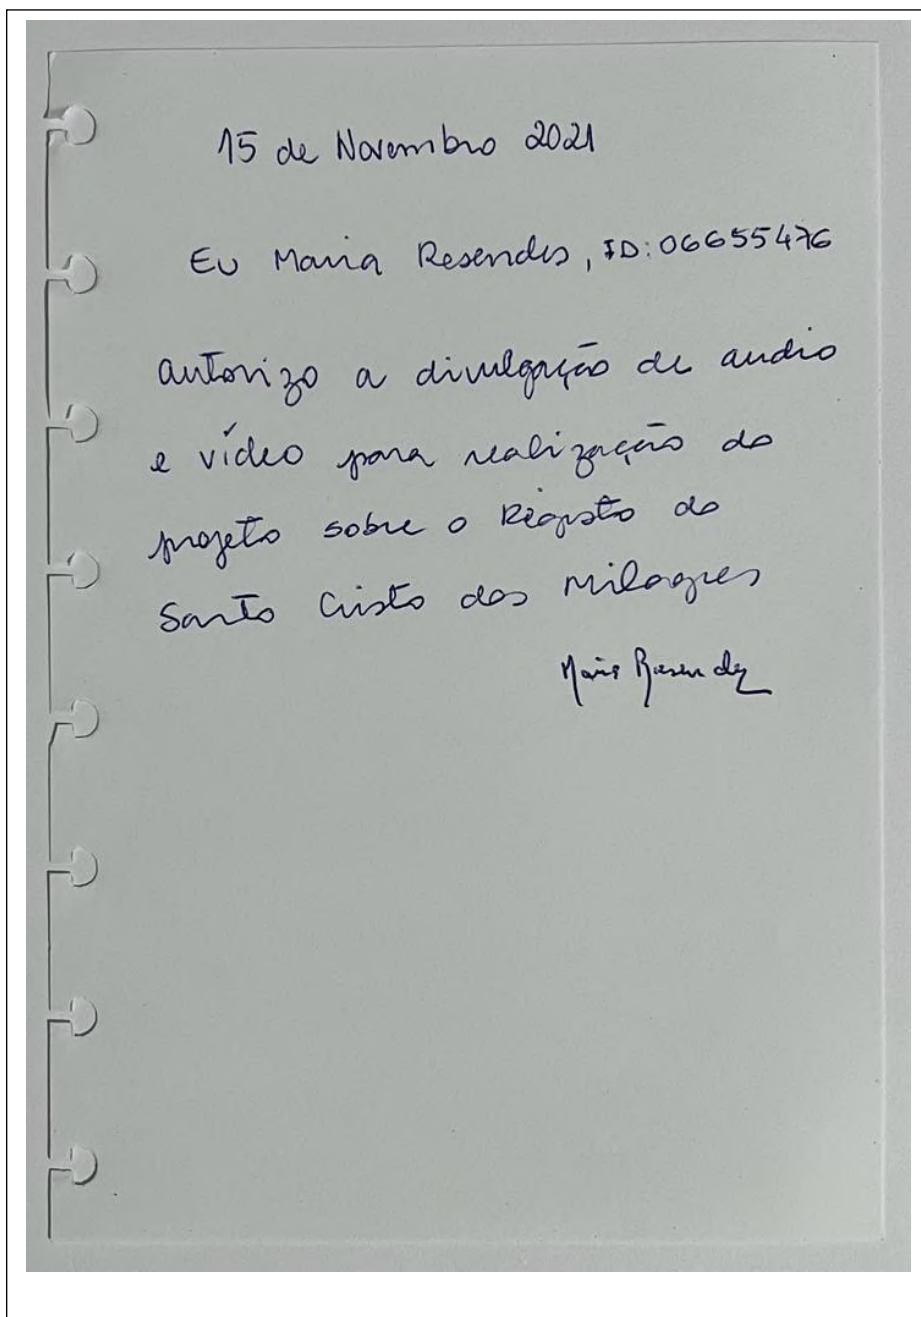 15 de Novembro 2021
Eu Maria Resendes, ID: 06655476
autorizo a divulgação de audio
e vídeo para realização do
projeto sobre o Registo do
Santo Cristo dos Milagres
Maria Resendes